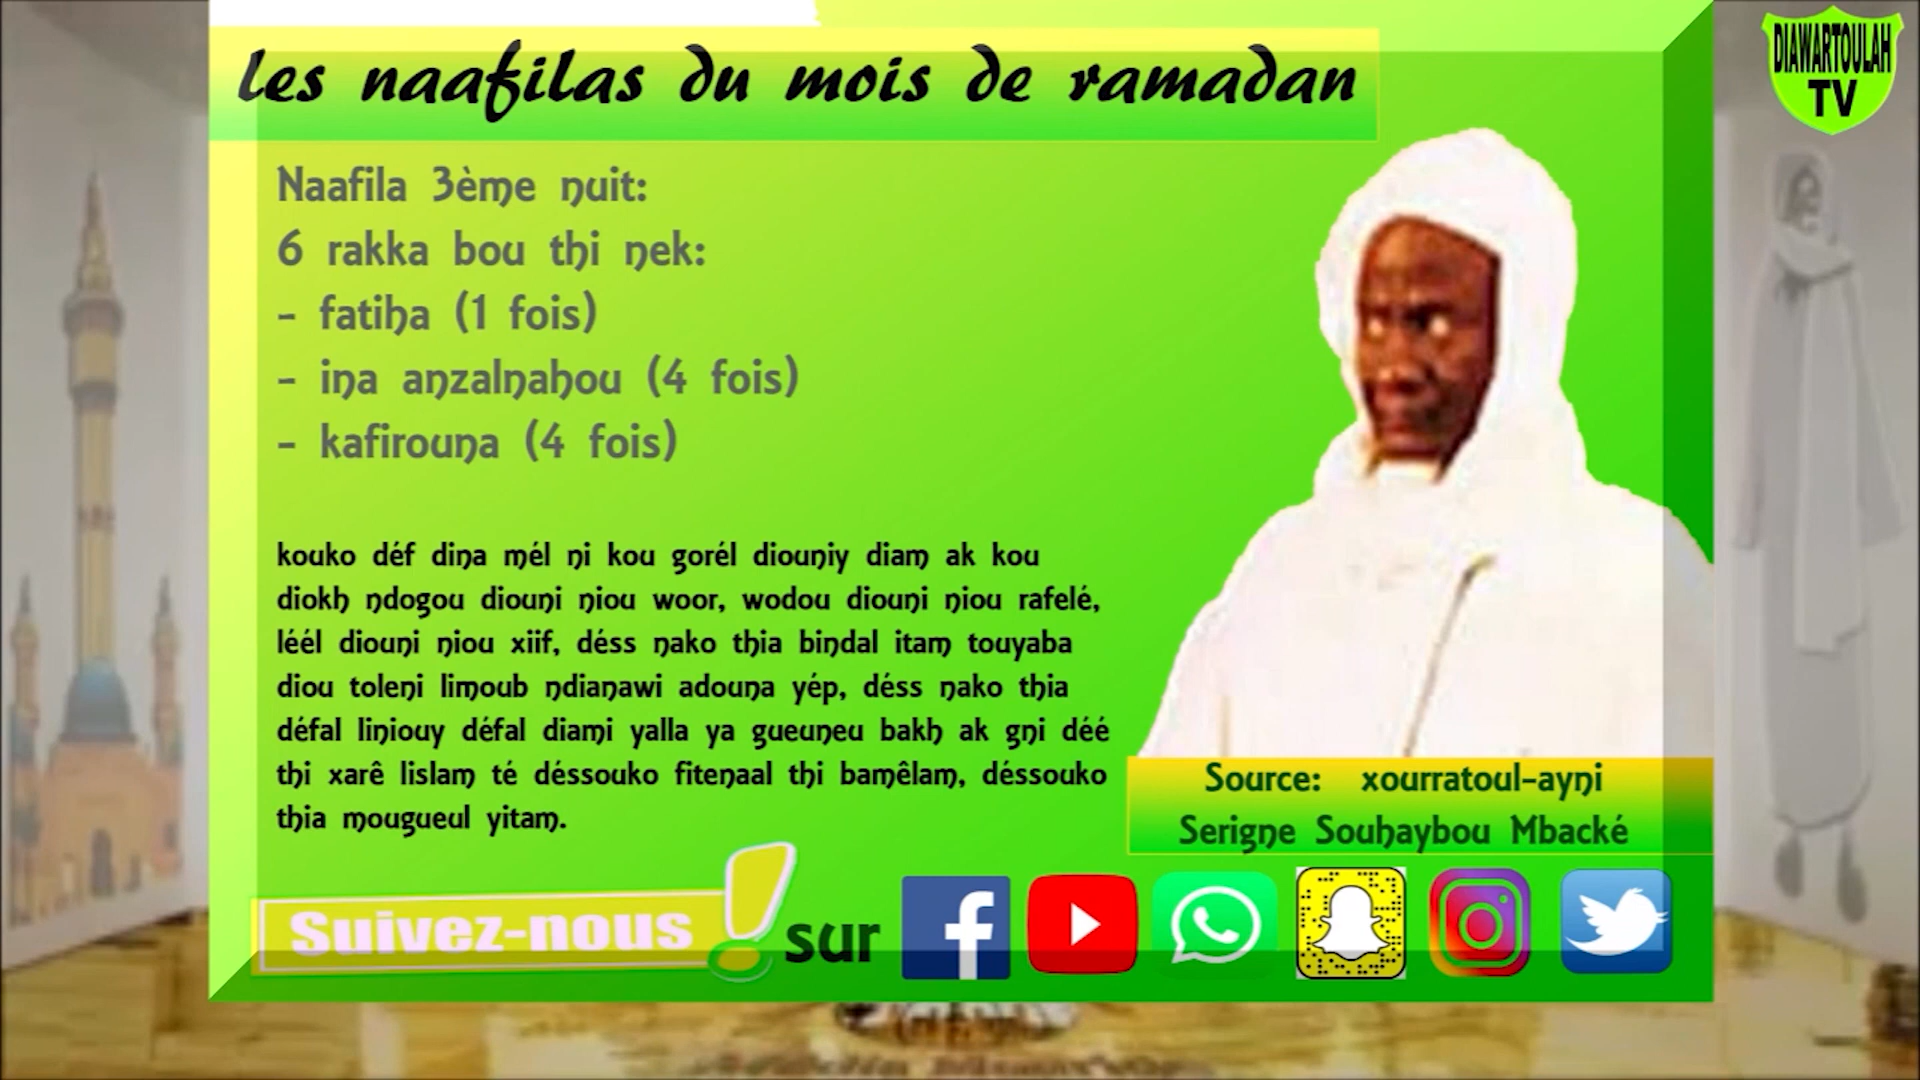 les naafilas du mois de ramadan
DIAWARTOULAH
TV
Naafila 3ème nuit:
6 rakka bou thi nek:
- fatiha (1 fois)
- ina anzalnahou (4 fois)
- kafirouna (4 fois)
kouko déf dina mél ni kou gorél diouniy diam ak kou
diokh ndogou diouni niou woor, wodou diouni niou rafelé,
léél diouni niou xiif, déss nako thia bindal itam touyaba
diou toleni limoub ndianawi adouna yép, déss nako thia
défal liniouy défal diami yalla ya gueuneu bakh ak gni déé
thi xarê lislam té déssouko fitenaal thi bamêlam, déssouko
thia mougueul yitam.
Source: xourratoul-ayni
Serigne Souhaybou Mbacké
Suivez-nous ! sur